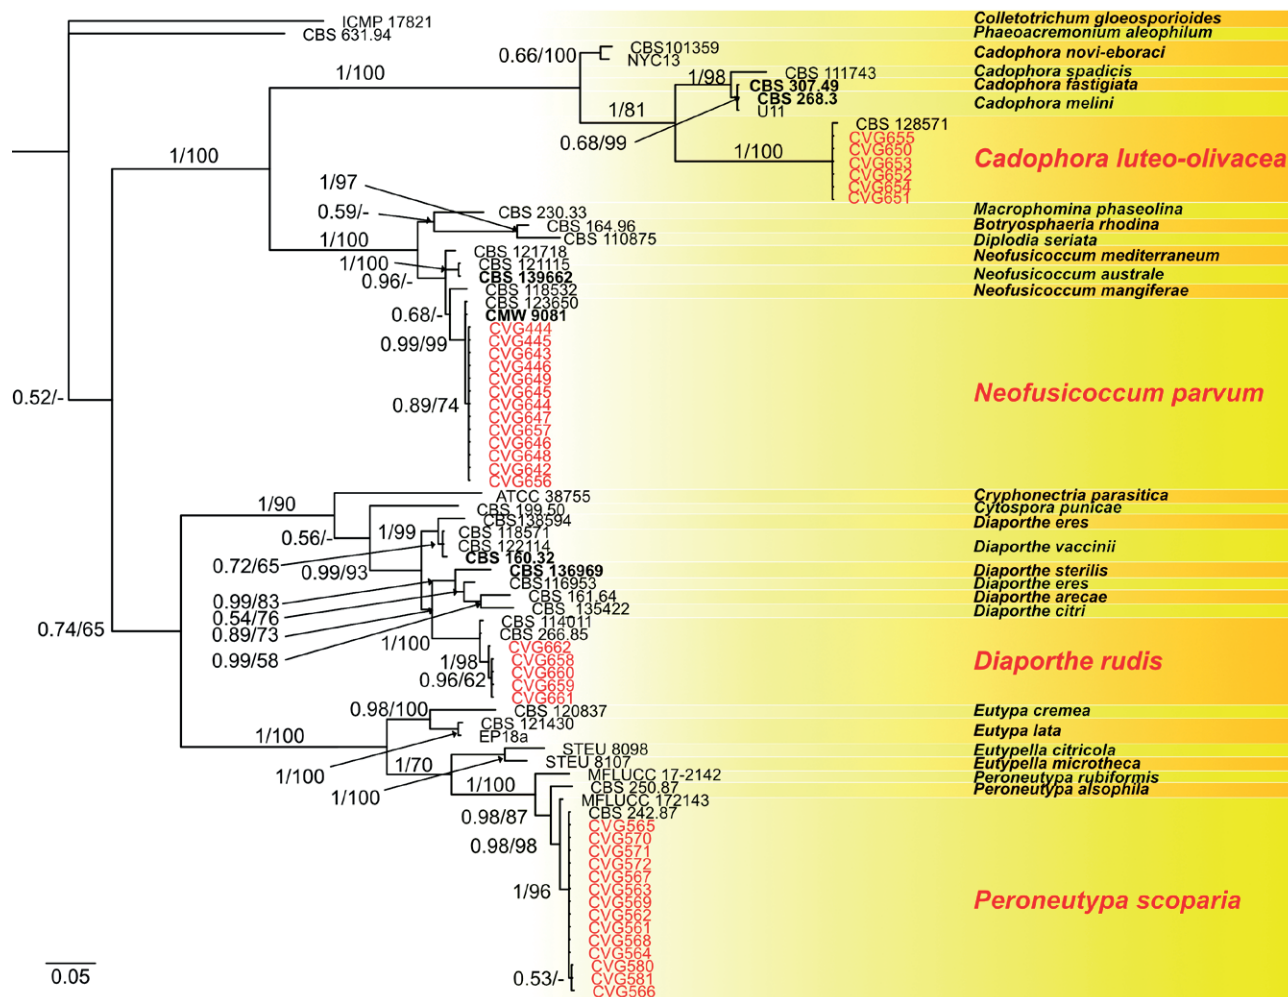 ICMP 17821 Colletotrichum gloeosporioides
CBS 631.94 Phaeoacremonium aleophilum
0.66/100 CBS101359 Cadophora novi-eboraci
NYC13
1/100
1/98 CBS 111743 Cadophora spadicis
CBS 307.49 Cadophora fastigiata
CBS 268.3 Cadophora melini
1/81 U11
0.68/99 CBS 128571
CVG655
1/100 CVG650
CVG653 Cadophora luteo-olivacea
CVG652
CVG654
CVG651
1/97
0.59/- CBS 230.33 Macrophomina phaseolina
CBS 164.96 Botryosphaeria rhodina
1/100 CBS 110875 Diplodia seriata
CBS 121718 Neofusicoccum mediterraneum
1/100 CBS 121115 Neofusicoccum australe
0.96/- CBS 139662
CBS 118532 Neofusicoccum mangiferae
0.68/- CBS 123650
CMW 9081
CVG444
0.99/99 CVG445
CVG643
CVG446
CVG649
CVG645 Neofusicoccum parvum
0.52/-
0.89/74 CVG644
CVG647
CVG657
CVG646
CVG648
CVG642
CVG656
1/90 ATCC 38755 Cryphonectria parasitica
CBS 199.50 Cytospora punicae
1/99 CBS138594 Diaporthe eres
0.56/- CBS 118571 Diaporthe vaccinii
CBS 122114
0.72/65 CBS 160.32
0.99/93 CBS 136969 Diaporthe sterilis
0.99/83 CBS116953 Diaporthe eres
CBS 161.64 Diaporthe arecae
0.54/76 CBS 135422 Diaporthe citri
0.74/65
0.89/73 CBS 114011
1/100 CBS 266.85
0.99/58 CVG662
1/98 CVG658 Diaporthe rudis
0.96/62 CVG660
CVG659
CVG661
0.98/100 CBS 120837 Eutypa cremea
CBS 121430 Eutypa lata
1/100 EP18a
STEU 8098 Eutypella citricola
1/100 1/70 STEU 8107 Eutypella microtheca
1/100 1/100 MFLUCC 17-2142 Peroneutypa rubiformis
CBS 250.87 Peroneutypa alsophila
MFLUCC 172143
0.98/87 CBS 242.87
CVG565
0.98/98 CVG570
CVG571
CVG572
CVG567
1/96 CVG563
CVG569 Peroneutypa scoparia
CVG562
CVG561
CVG568
CVG564
CVG580
0.53/- CVG581
0.05 CVG566